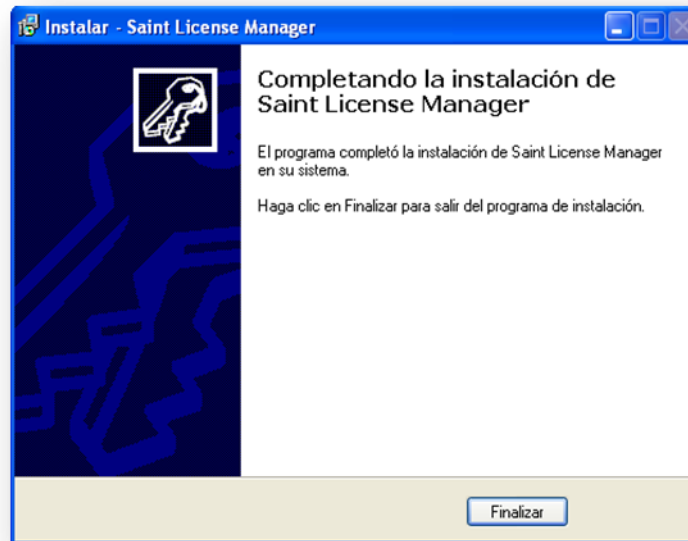 Instalar - Saint License Manager
Completando la instalación de
Saint License Manager
El programa completó la instalación de Saint License Manager
en su sistema.
Haga clic en Finalizar para salir del programa de instalación.
Finalizar